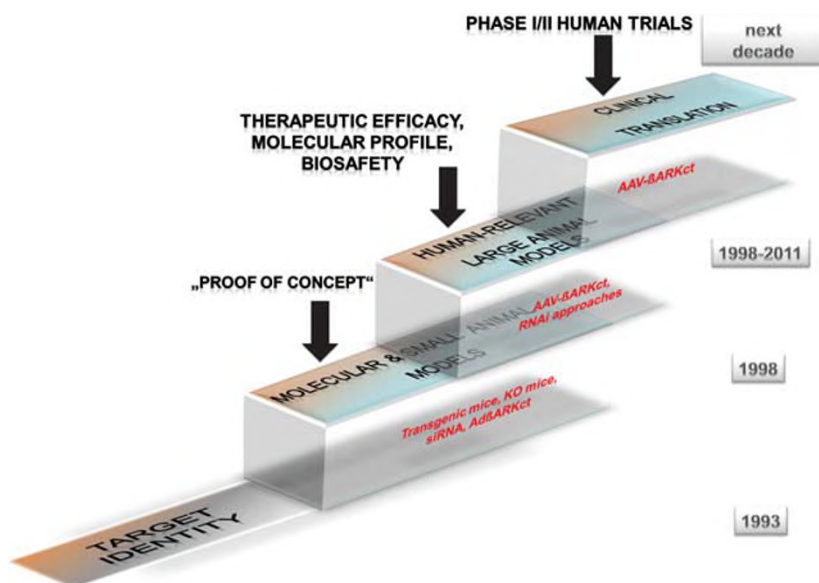 PHASE I/II HUMAN TRIALS
next
decade
CLINICAL
TRANSLATION
THERAPEUTIC EFFICACY,
MOLECULAR PROFILE,
BIOSAFETY
AAV-ßARKct
HUMAN-RELEVANT
LARGE ANIMAL
MODELS
1998-2011
„PROOF OF CONCEPT“
AAV-ßARKct,
RNAi approaches
MOLECULAR & SMALL ANIMAL
MODELS
1998
Transgenic mice, KO mice,
siRNA, AdßARKct
TARGET
IDENTITY
1993